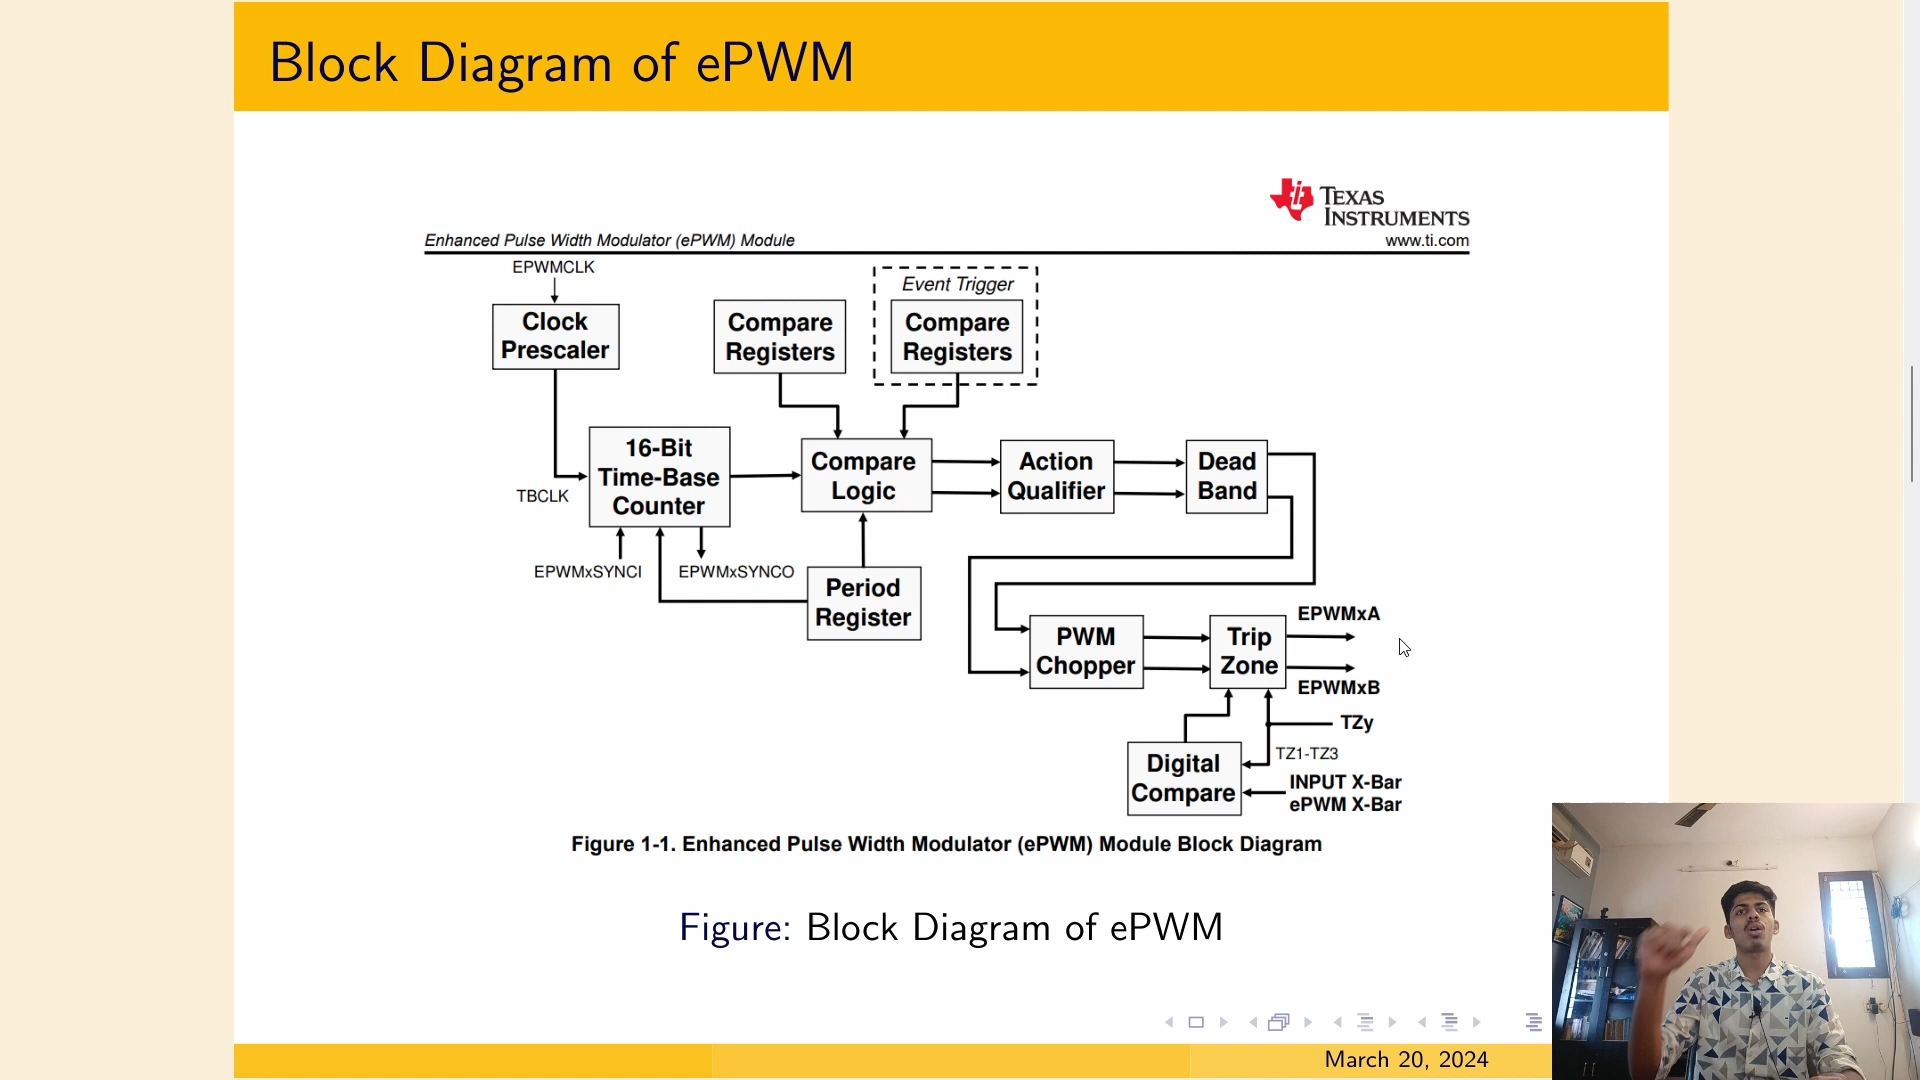 Block Diagram of ePWM
TEXAS
INSTRUMENTS
Enhanced Pulse Width Modulator (ePWM) Module
www.ti.com
EPWMCLK
Event Trigger
Clock
Prescaler
Compare
Registers
Compare
Registers
16-Bit
Time-Base
Counter
TBCLK
Compare
Logic
Action
Qualifier
Dead
Band
EPWMxSYNCI
EPWMxSYNCO
Period
Register
PWM
Chopper
Trip
Zone
EPWMxA
EPWMxB
TZy
TZ1-TZ3
Digital
Compare
INPUT X-Bar
ePWM X-Bar
Figure 1-1. Enhanced Pulse Width Modulator (ePWM) Module Block Diagram
Figure: Block Diagram of ePWM
March 20, 2024